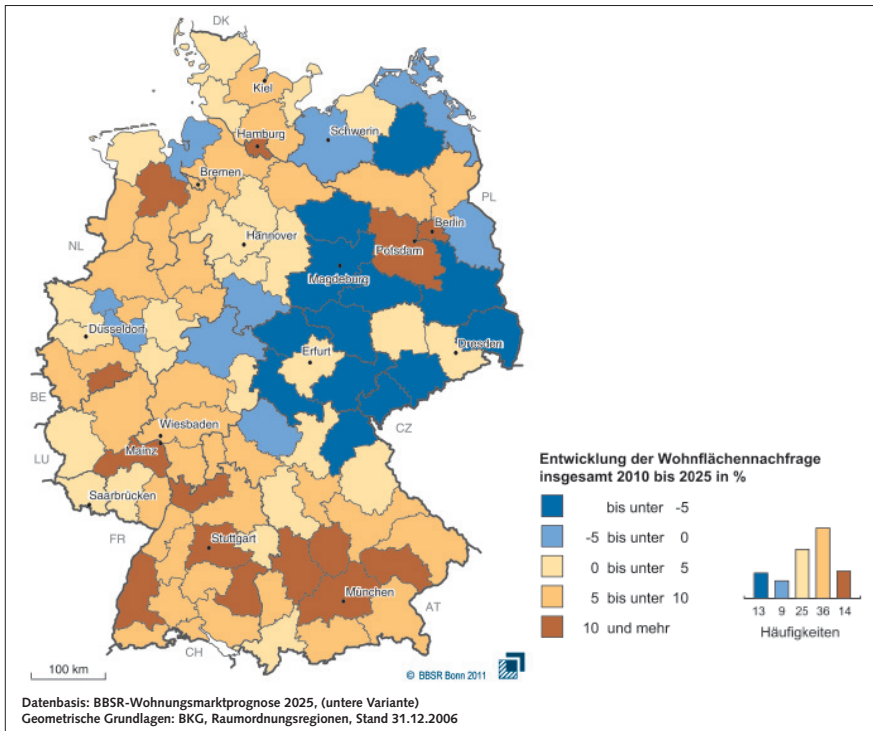 DK
Kiel
Hamburg
Schwerin
Bremen
PL
Berlin
NL
Hannover
Potsdam
Magdeburg
Düsseldorf
Erfurt
Dresden
BE
CZ
Wiesbaden
LU
Mainz
Saarbrücken
FR
Stuttgart
München
AT
CH
100 km
© BBSR Bonn 2011
Entwicklung der Wohnflächennachfrage
insgesamt 2010 bis 2025 in %
bis unter -5
-5 bis unter 0
0 bis unter 5
5 bis unter 10
10 und mehr
13 9 25 36 14
Häufigkeiten
Datenbasis: BBSR-Wohnungsmarktprognose 2025, (untere Variante)
Geometrische Grundlagen: BKG, Raumordnungsregionen, Stand 31.12.2006